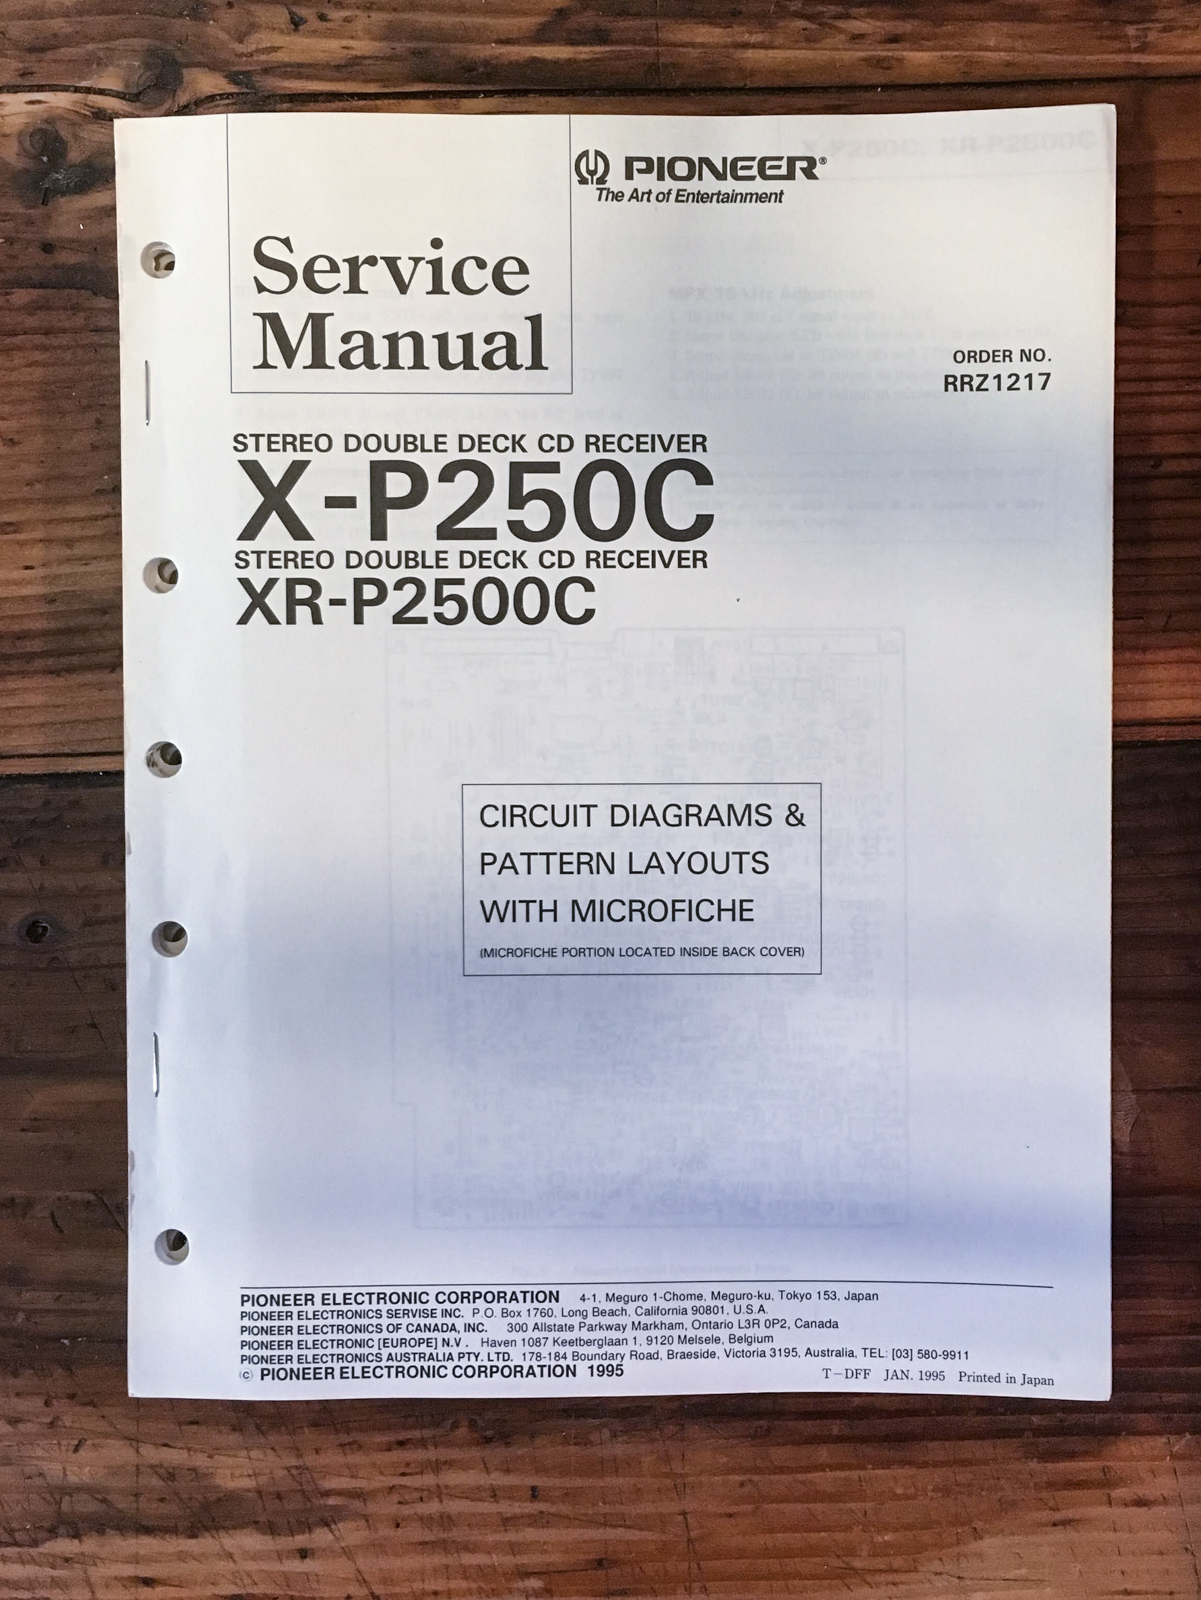 PIONEER®
The Art of Entertainment
Service
Manual
ORDER NO.
RRZ1217
STEREO DOUBLE DECK CD RECEIVER
X-P250C
STEREO DOUBLE DECK CD RECEIVER
XR-P2500C
CIRCUIT DIAGRAMS &
PATTERN LAYOUTS
WITH MICROFICHE
(MICROFICHE PORTION LOCATED INSIDE BACK COVER)
PIONEER ELECTRONIC CORPORATION 4-1, Meguro 1-Chome, Meguro-ku, Tokyo 153, Japan
PIONEER ELECTRONICS SERVISE INC. P.O. Box 1760, Long Beach, California 90801, U.S.A.
PIONEER ELECTRONICS OF CANADA, INC. 300 Allstate Parkway Markham, Ontario L3R 0P2, Canada
PIONEER ELECTRONIC [EUROPE] N.V. Haven 1087 Keetberglaan 1, 9120 Melsele, Belgium
PIONEER ELECTRONICS AUSTRALIA PTY. LTD. 178-184 Boundary Road, Braeside, Victoria 3195, Australia, TEL: [03] 580-9911
© PIONEER ELECTRONIC CORPORATION 1995
T-DFF JAN. 1995 Printed in Japan